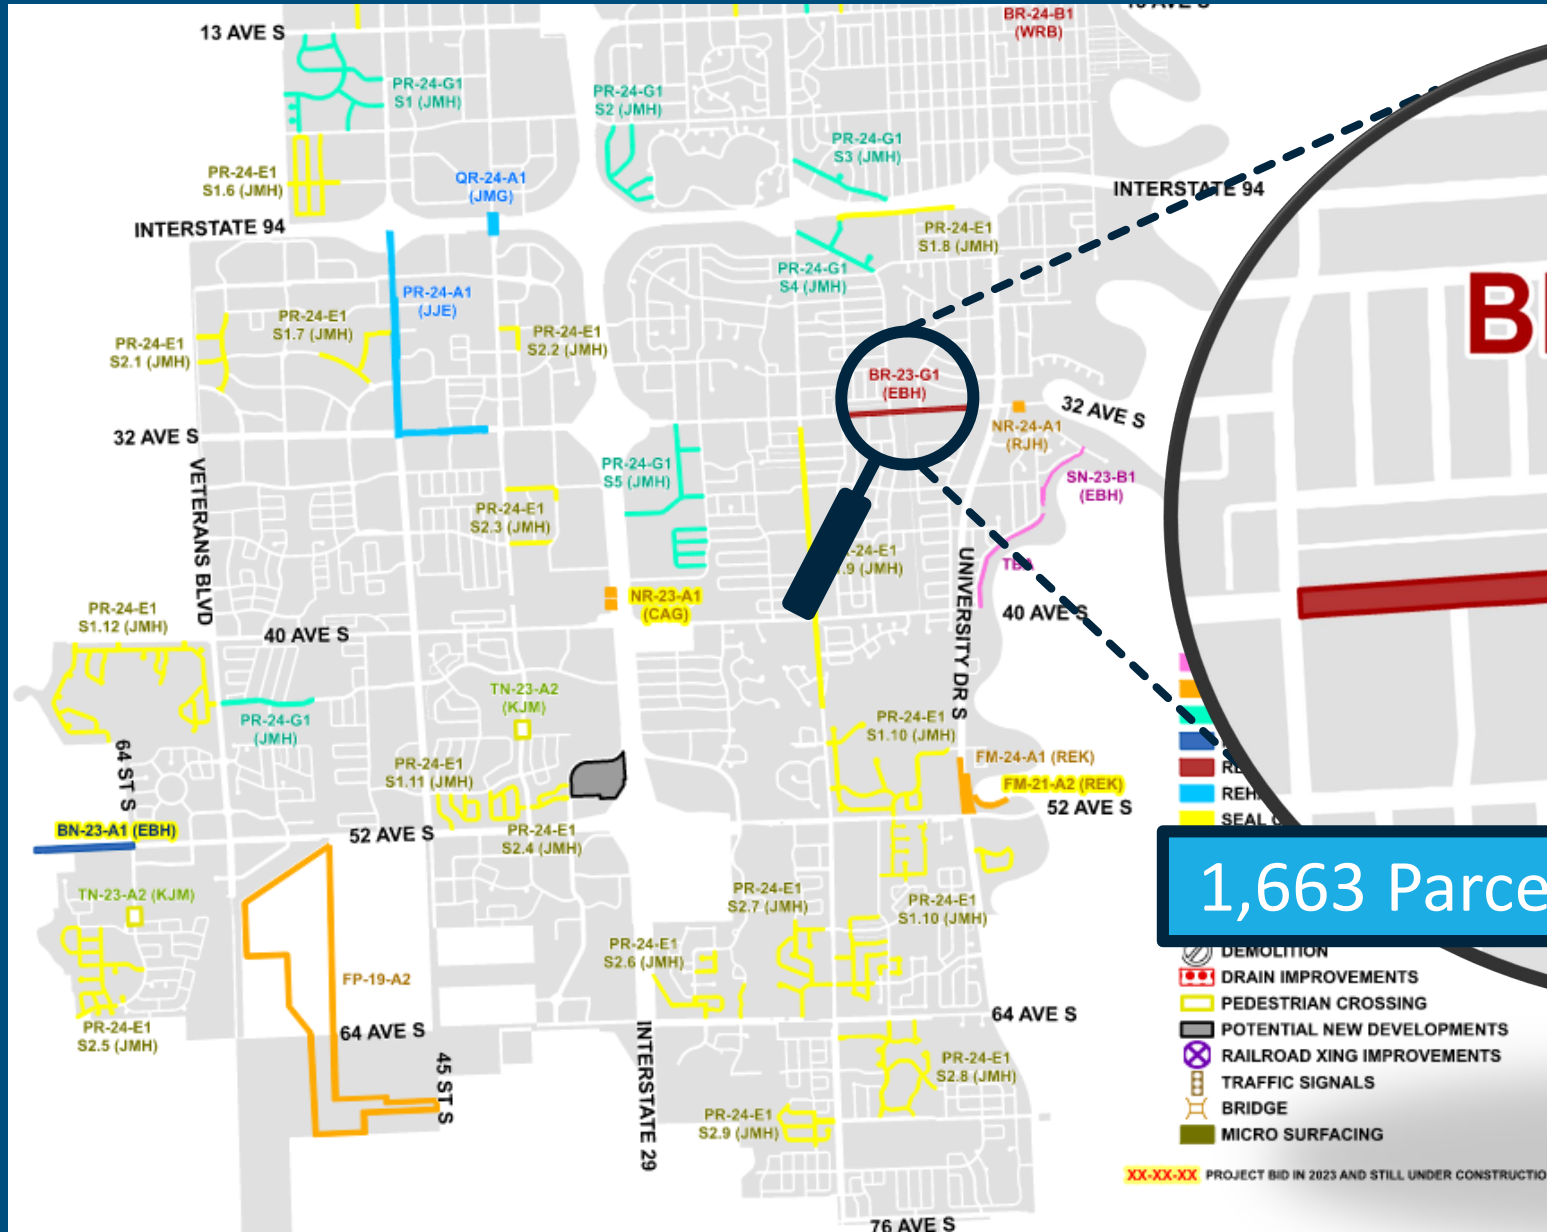 13 AVE S
BR-24-B1
(WRB)
PR-24-G1
S1 (JMH)
PR-24-G1
S2 (JMH)
PR-24-G1
S3 (JMH)
PR-24-E1
S1.6 (JMH)
QR-24-A1
(JMG)
INTERSTATE 94
INTERSTATE 94
PR-24-E1
S1.8 (JMH)
PR-24-G1
S4 (JMH)
PR-24-A1
(JJE)
PR-24-E1
S1.7 (JMH)
PR-24-E1
S2.1 (JMH)
PR-24-E1
S2.2 (JMH)
BR-23-G1
(EBH)
32 AVE S
32 AVE S
NR-24-A1
(RJH)
VETERANS BLVD
PR-24-G1
S5 (JMH)
SN-23-B1
(EBH)
PR-24-E1
S2.3 (JMH)
-24-E1
.9 (JMH)
UNIVERSITY DR S
NR-23-A1
(CAG)
40 AVE S
PR-24-E1
S1.12 (JMH)
40 AVE S
TN-23-A2
(KJM)
PR-24-G1
(JMH)
PR-24-E1
S1.10 (JMH)
64 ST S
PR-24-E1
S1.11 (JMH)
FM-24-A1 (REK)
FM-21-A2 (REK)
52 AVE S
BN-23-A1 (EBH)
52 AVE S
PR-24-E1
S2.4 (JMH)
SEAL
1,663
TN-23-A2 (KJM)
PR-24-E1
S2.7 (JMH)
PR-24-E1
S1.10 (JMH)
PR-24-E1
S2.6 (JMH)
FP-19-A2
PR-24-E1
S2.5 (JMH)
64 AVE S
64 AVE S
45 ST S
INTERSTATE 29
PR-24-E1
S2.8 (JMH)
PR-24-E1
S2.9 (JMH)
DEMOLITION
DRAIN IMPROVEMENTS
PEDESTRIAN CROSSING
POTENTIAL NEW DEVELOPMENTS
RAILROAD XING IMPROVEMENTS
TRAFFIC SIGNALS
BRIDGE
MICRO SURFACING
XX-XX-XX PROJECT BID IN 2023 AND STILL UNDER
76 AVE S